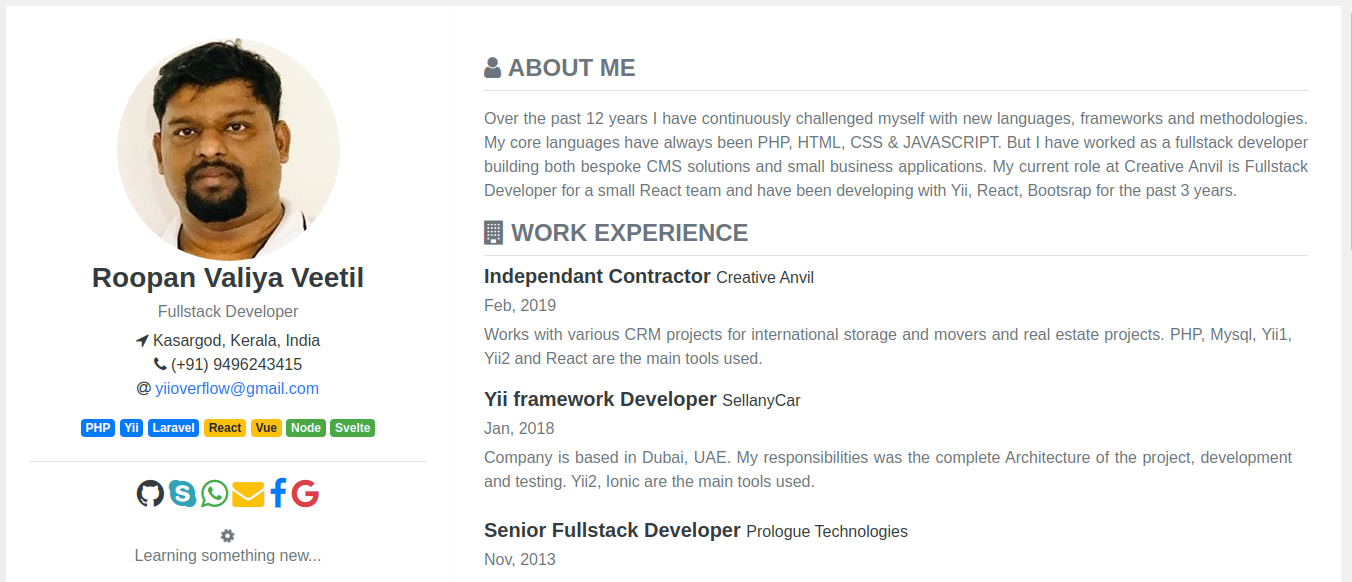 Roopan Valiya Veetil
Fullstack Developer
Kasargod, Kerala, India
(+91) 9496243415
@ yiioverflow@gmail.com
PHP Yii Laravel React Vue Node Svelte
Learning something new...
ABOUT ME
Over the past 12 years I have continuously challenged myself with new languages, frameworks and methodologies.
My core languages have always been PHP, HTML, CSS & JAVASCRIPT. But I have worked as a fullstack developer
building both bespoke CMS solutions and small business applications. My current role at Creative Anvil is Fullstack
Developer for a small React team and have been developing with Yii, React, Bootsrap for the past 3 years.
WORK EXPERIENCE
Independant Contractor Creative Anvil
Feb, 2019
Works with various CRM projects for international storage and movers and real estate projects. PHP, Mysql, Yii1,
Yii2 and React are the main tools used.
Yii framework Developer SellanyCar
Jan, 2018
Company is based in Dubai, UAE. My responsibilities was the complete Architecture of the project, development
and testing. Yii2, Ionic are the main tools used.
Senior Fullstack Developer Prologue Technologies
Nov, 2013